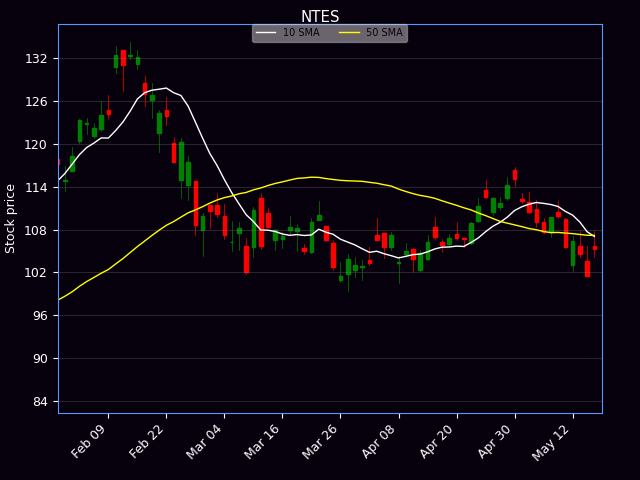 NTES
10 SMA
50 SMA
Stock price
132
126
120
114
108
102
96
90
84
Feb 09
Feb 22
Mar 04
Mar 16
Mar 26
Apr 08
Apr 20
Apr 30
May 12